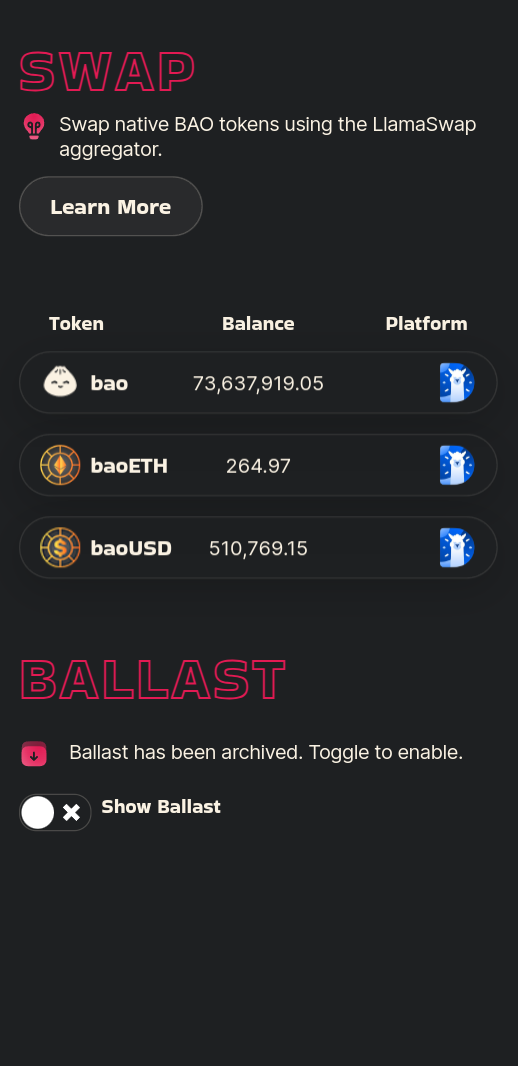 SWAP
Swap native BAO tokens using the LlamaSwap
aggregator.
Learn More
Token Balance Platform
bao 73,637,919.05
baoETH 264.97
baoUSD 510,769.15
BALLAST
Ballast has been archived. Toggle to enable.
Show Ballast